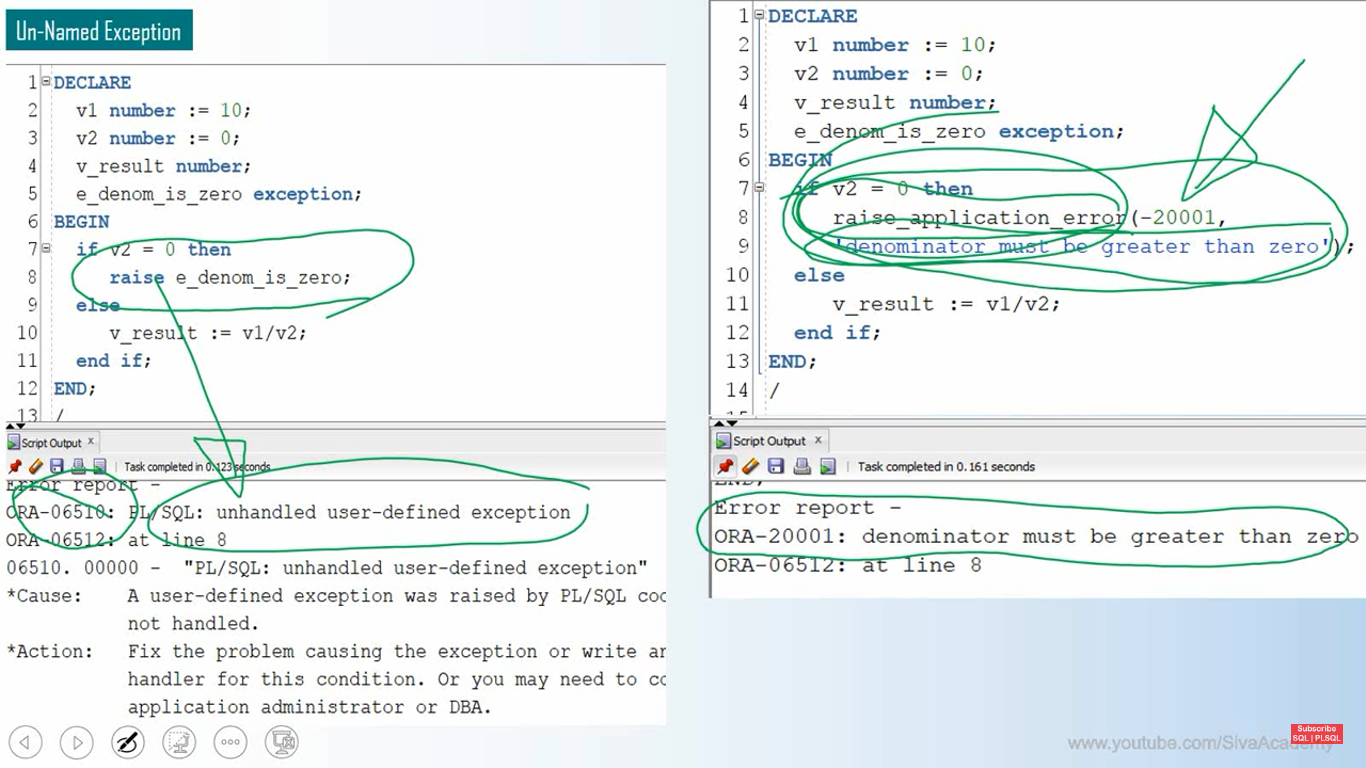 Un-Named Exception
1 DECLARE
2 v1 number := 10;
3 v2 number := 0;
4 v_result number;
5 e_denom_is_zero exception;
6 BEGIN
7 if v2 = 0 then
8 raise e_denom_is_zero;
9 else
10 v_result := v1/v2;
11 end if;
12 END;
13 /
Script Output x
Task completed in 0.123 seconds
Error report -
ORA-06510: PL/SQL: unhandled user-defined exception
ORA-06512: at line 8
06510. 00000 - "PL/SQL: unhandled user-defined exception"
*Cause: A user-defined exception was raised by PL/SQL
not handled.
*Action: Fix the problem causing the exception or write
handler for this condition. Or you may need to
application administrator or DBA.
1 DECLARE
2 v1 number := 10;
3 v2 number := 0;
4 v_result number;
5 e_denom_is_zero exception;
6 BEGIN
7 if v2 = 0 then
8 raise_application_error(-20001,
9 'denominator must be greater than zero');
10 else
11 v_result := v1/v2;
12 end if;
13 END;
14 /
Script Output x
Task completed in 0.161 seconds
END;
Error report -
ORA-20001: denominator must be greater than zero
ORA-06512: at line 8
Subscribe
SQL | PLSQL
www.youtube.com/SivaAcademy